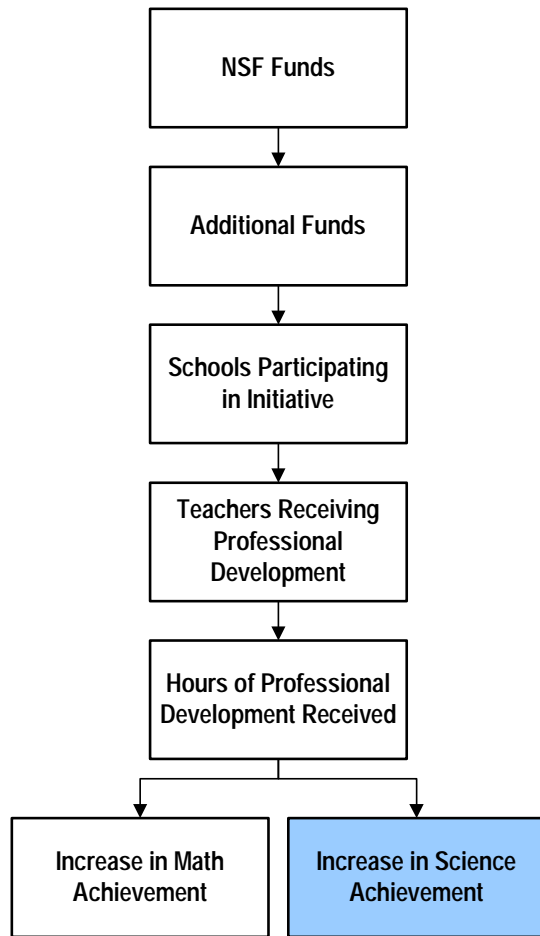 NSF Funds
Additional Funds
Schools Participating
in Initiative
Teachers Receiving
Professional
Development
Hours of Professional
Development Received
Increase in Math
Achievement
Increase in Science
Achievement